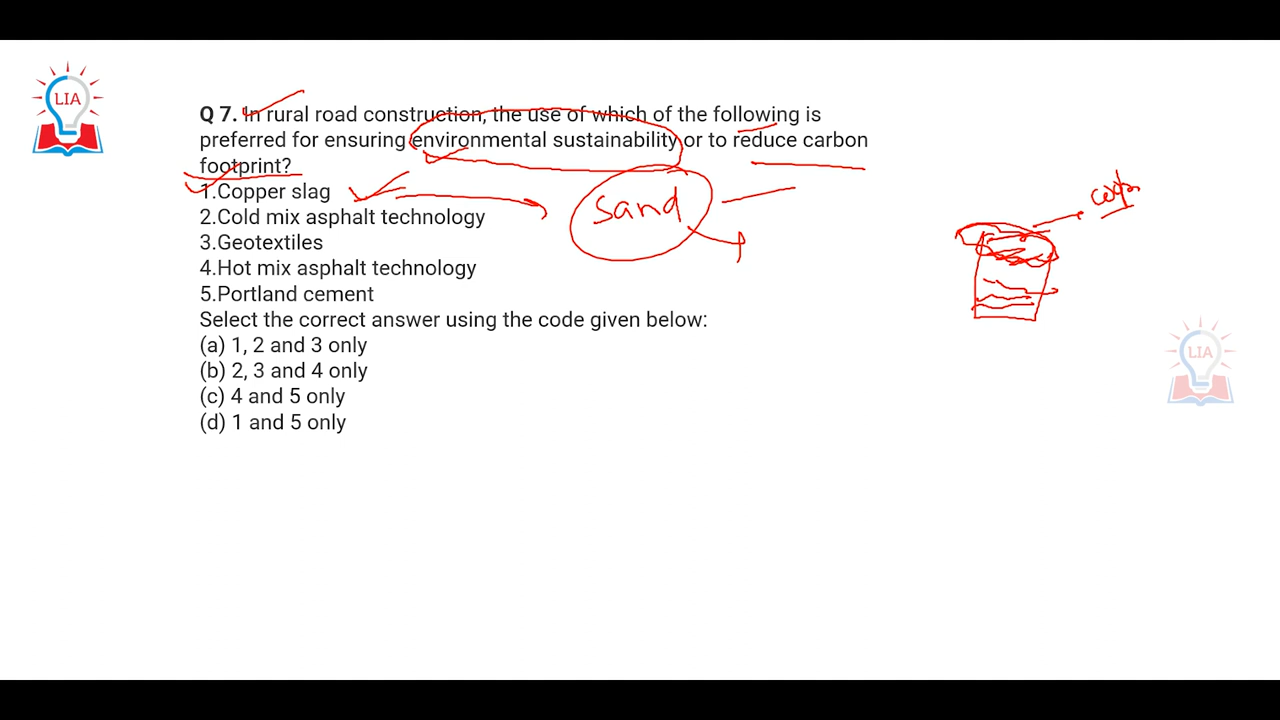 LIA
Q 7. In rural road construction, the use of which of the following is
preferred for ensuring environmental sustainability or to reduce carbon
footprint?
1.Copper slag
2.Cold mix asphalt technology
3.Geotextiles
4.Hot mix asphalt technology
5.Portland cement
Select the correct answer using the code given below:
(a) 1, 2 and 3 only
(b) 2, 3 and 4 only
(c) 4 and 5 only
(d) 1 and 5 only
Sand
LIA